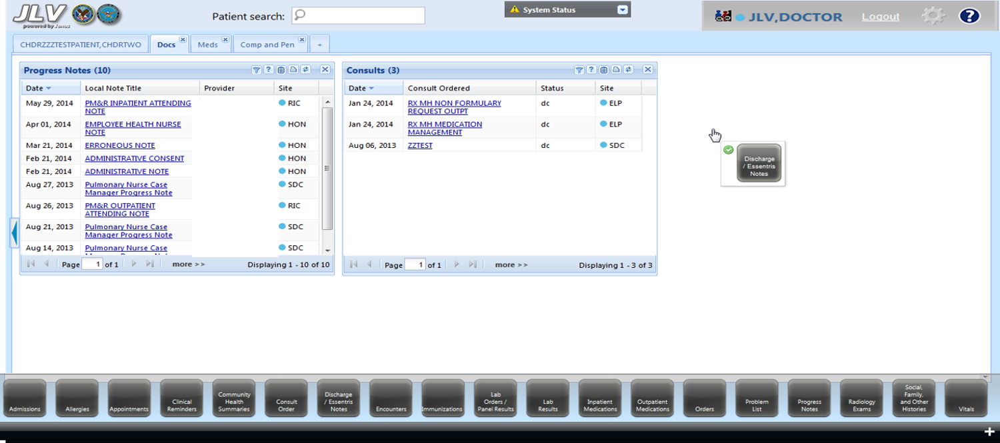 JLV
powered by Janus
Patient search:
System Status
JLV,DOCTOR
Logout
?
CHDRZZZTESTPATIENT,CHDRTWO
Docs
Meds
Comp and Pen
+
Progress Notes (10)
?
Date
Local Note Title
Provider
Site
May 29, 2014
PM&R INPATIENT ATTENDING
NOTE
RIC
Apr 01, 2014
EMPLOYEE HEALTH NURSE
NOTE
HON
Mar 21, 2014
ERRONEOUS NOTE
HON
Feb 21, 2014
ADMINISTRATIVE CONSENT
HON
Feb 21, 2014
ADMINISTRATIVE NOTE
HON
Aug 27, 2013
Pulmonary Nurse Case
Manager Progress Note
SDC
Aug 26, 2013
PM&R OUTPATIENT
ATTENDING NOTE
RIC
Aug 21, 2013
Pulmonary Nurse Case
Manager Progress Note
SDC
Aug 14, 2013
Pulmonary Nurse Case
SDC
Page 1 of 1
more >>
Displaying 1 - 10 of 10
Consults (3)
?
Date
Consult Ordered
Status
Site
Jan 24, 2014
RX MH NON FORMULARY
REQUEST OUTPT
dc
ELP
Jan 24, 2014
RX MH MEDICATION
MANAGEMENT
dc
ELP
Aug 06, 2013
ZZTEST
dc
SDC
Page 1 of 1
more >>
Displaying 1 - 3 of 3
Discharge
/ Essentris
Notes
Admissions
Allergies
Appointments
Clinical
Reminders
Community
Health
Summaries
Consult
Order
Discharge
/ Essentris
Notes
Encounters
Immunizations
Lab
Orders /
Panel Results
Lab
Results
Inpatient
Medications
Outpatient
Medications
Orders
Problem
List
Progress
Notes
Radiology
Exams
Social,
Family,
and Other
Histories
Vitals
+